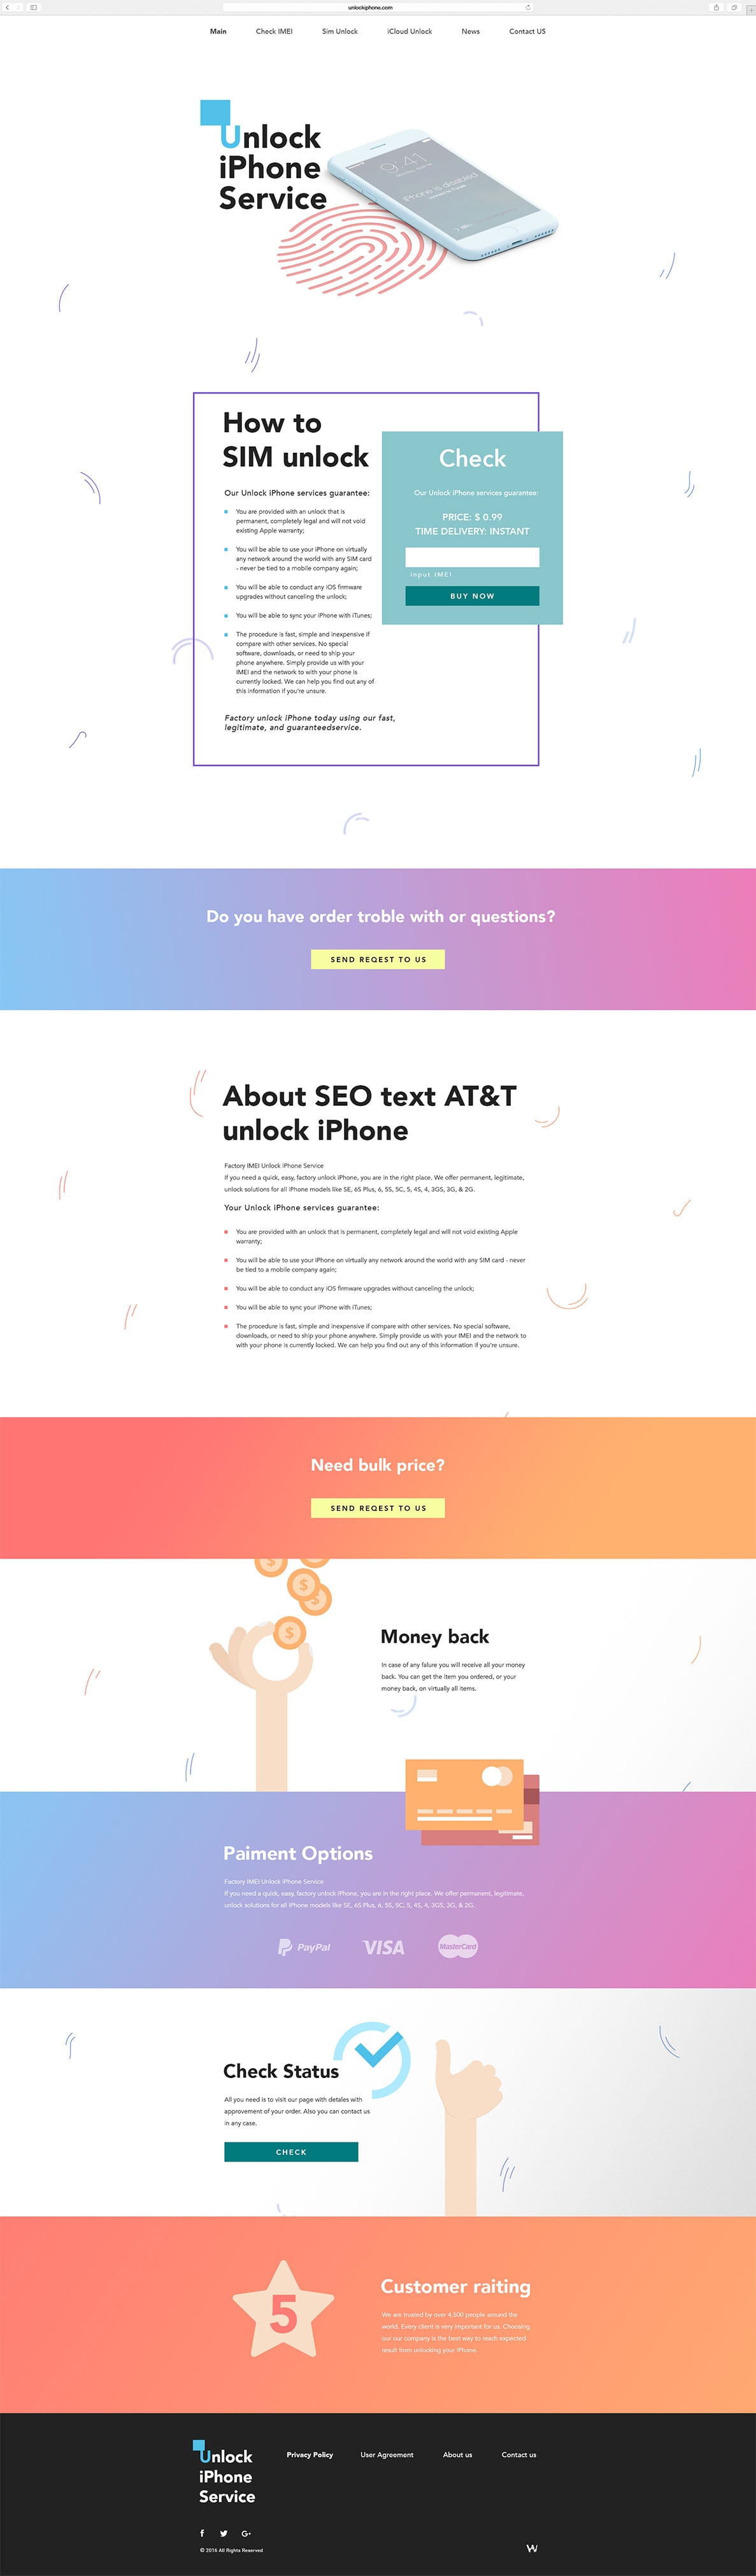 unlockiphone.com
Main Check IMEI Sim Unlock iCloud Unlock News Contact US
Unlock
iPhone
Service
9:41
iPhone is disabled
How to
SIM unlock
Our Unlock iPhone services guarantee:
You are provided with an unlock that is
permanent, completely legal and will not void
existing Apple warranty;
You will be able to use your iPhone on virtually
any network around the world with any SIM card
- never be tied to a mobile company again;
You will be able to conduct any iOS firmware
upgrades without canceling the unlock;
You will be able to sync your iPhone with iTunes;
The procedure is fast, simple and inexpensive if
compare with other services. No special
software, downloads, or need to ship your
phone anywhere. Simply provide us with your
IMEI and the network to with your phone is
currently locked. We can help you find out any of
this information if you're unsure.
Factory unlock iPhone today using our fast,
legitimate, and guaranteedservice.
Check
Our Unlock iPhone services guarantee:
PRICE: $ 0.99
TIME DELIVERY: INSTANT
Input IMEI
BUY NOW
Do you have order troble with or questions?
SEND REQEST TO US
About SEO text AT&T
unlock iPhone
Factory IMEI Unlock iPhone Service
If you need a quick, easy, factory unlock iPhone, you are in the right place. We offer permanent, legitimate,
unlock solutions for all iPhone models like SE, 6S Plus, 6, 5S, 5C, 5, 4S, 4, 3GS, 3G, & 2G.
Your Unlock iPhone services guarantee:
You are provided with an unlock that is permanent, completely legal and will not void existing Apple
warranty;
You will be able to use your iPhone on virtually any network around the world with any SIM card - never
be tied to a mobile company again;
You will be able to conduct any iOS firmware upgrades without canceling the unlock;
You will be able to sync your iPhone with iTunes;
The procedure is fast, simple and inexpensive if compare with other services. No special software,
downloads, or need to ship your phone anywhere. Simply provide us with your IMEI and the network to
with your phone is currently locked. We can help you find out any of this information if you're unsure.
Need bulk price?
SEND REQEST TO US
$
$
$
$
Money back
In case of any falure you will receive all your money
back. You can get the item you ordered, or your
money back, on virtually all items.
Paiment Options
Factory IMEI Unlock iPhone Service
If you need a quick, easy, factory unlock iPhone, you are in the right place. We offer permanent, legitimate,
unlock solutions for all iPhone models like SE, 6S Plus, 6, 5S, 5C, 5, 4S, 4, 3GS, 3G, & 2G.
PayPal VISA MasterCard
Check Status
All you need is to visit our page with detales with
approvement of your order. Also you can contact us
in any case.
CHECK
5
Customer raiting
We are trusted by over 4,500 people around the
world. Every client is very important for us. Choosing
our our company is the best way to reach expected
result from unlocking your iPhone.
Unlock
iPhone
Service
Privacy Policy User Agreement About us Contact us
f G+
© 2016 All Rights Reserved